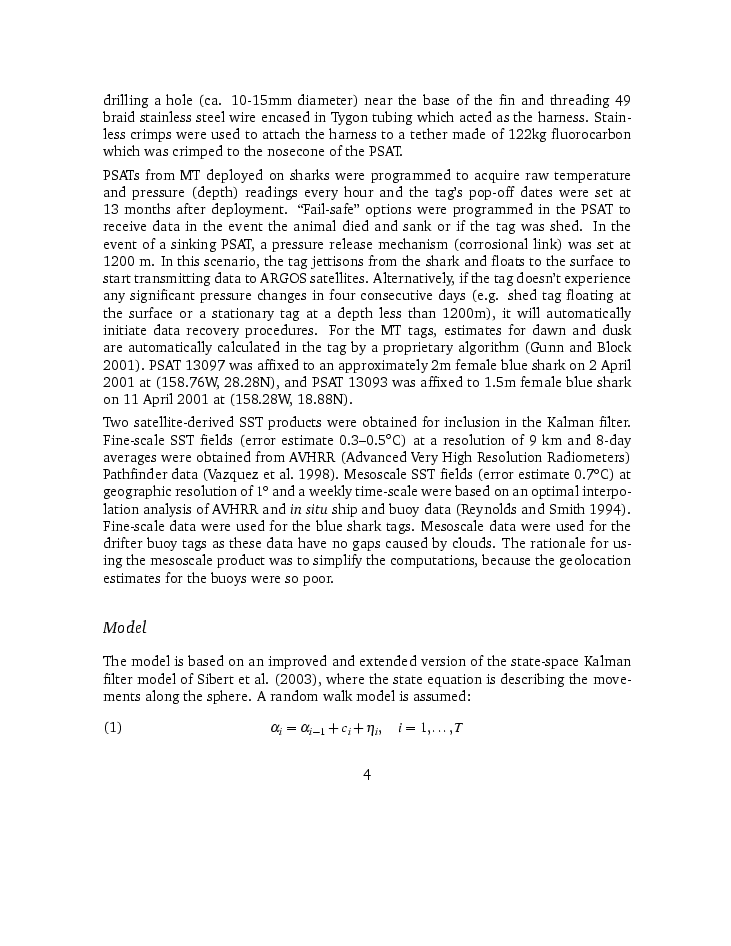 drilling a hole (ca. 10-15mm diameter) near the base of the fin and threading 49
braid stainless steel wire encased in Tygon tubing which acted as the harness. Stain-
less crimps were used to attach the harness to a tether made of 122kg fluorocarbon
which was crimped to the nosecone of the PSAT.
PSATs from MT deployed on sharks were programmed to acquire raw temperature
and pressure (depth) readings every hour and the tag's pop-off dates were set at
13 months after deployment. “Fail-safe” options were programmed in the PSAT to
receive data in the event the animal died and sank or if the tag was shed. In the
event of a sinking PSAT, a pressure release mechanism (corrosional link) was set at
1200 m. In this scenario, the tag jettisons from the shark and floats to the surface to
start transmitting data to ARGOS satellites. Alternatively, if the tag doesn't experience
any significant pressure changes in four consecutive days (e.g. shed tag floating at
the surface or a stationary tag at a depth less than 1200m), it will automatically
initiate data recovery procedures. For the MT tags, estimates for dawn and dusk
are automatically calculated in the tag by a proprietary algorithm (Gunn and Block
2001). PSAT 13097 was affixed to an approximately 2m female blue shark on 2 April
2001 at (158.76W, 28.28N), and PSAT 13093 was affixed to 1.5m female blue shark
on 11 April 2001 at (158.28W, 18.88N).
Two satellite-derived SST products were obtained for inclusion in the Kalman filter.
Fine-scale SST fields (error estimate 0.3–0.5°C) at a resolution of 9 km and 8-day
averages were obtained from AVHRR (Advanced Very High Resolution Radiometers)
Pathfinder data (Vazquez et al. 1998). Mesoscale SST fields (error estimate 0.7°C) at
geographic resolution of 1° and a weekly time-scale were based on an optimal interpo-
lation analysis of AVHRR and in situ ship and buoy data (Reynolds and Smith 1994).
Fine-scale data were used for the blue shark tags. Mesoscale data were used for the
drifter buoy tags as these data have no gaps caused by clouds. The rationale for us-
ing the mesoscale product was to simplify the computations, because the geolocation
estimates for the buoys were so poor.
Model
The model is based on an improved and extended version of the state-space Kalman
filter model of Sibert et al. (2003), where the state equation is describing the move-
ments along the sphere. A random walk model is assumed:
(1) αᵢ = αᵢ₋₁ + cᵢ + ηᵢ, i = 1,...,T
4